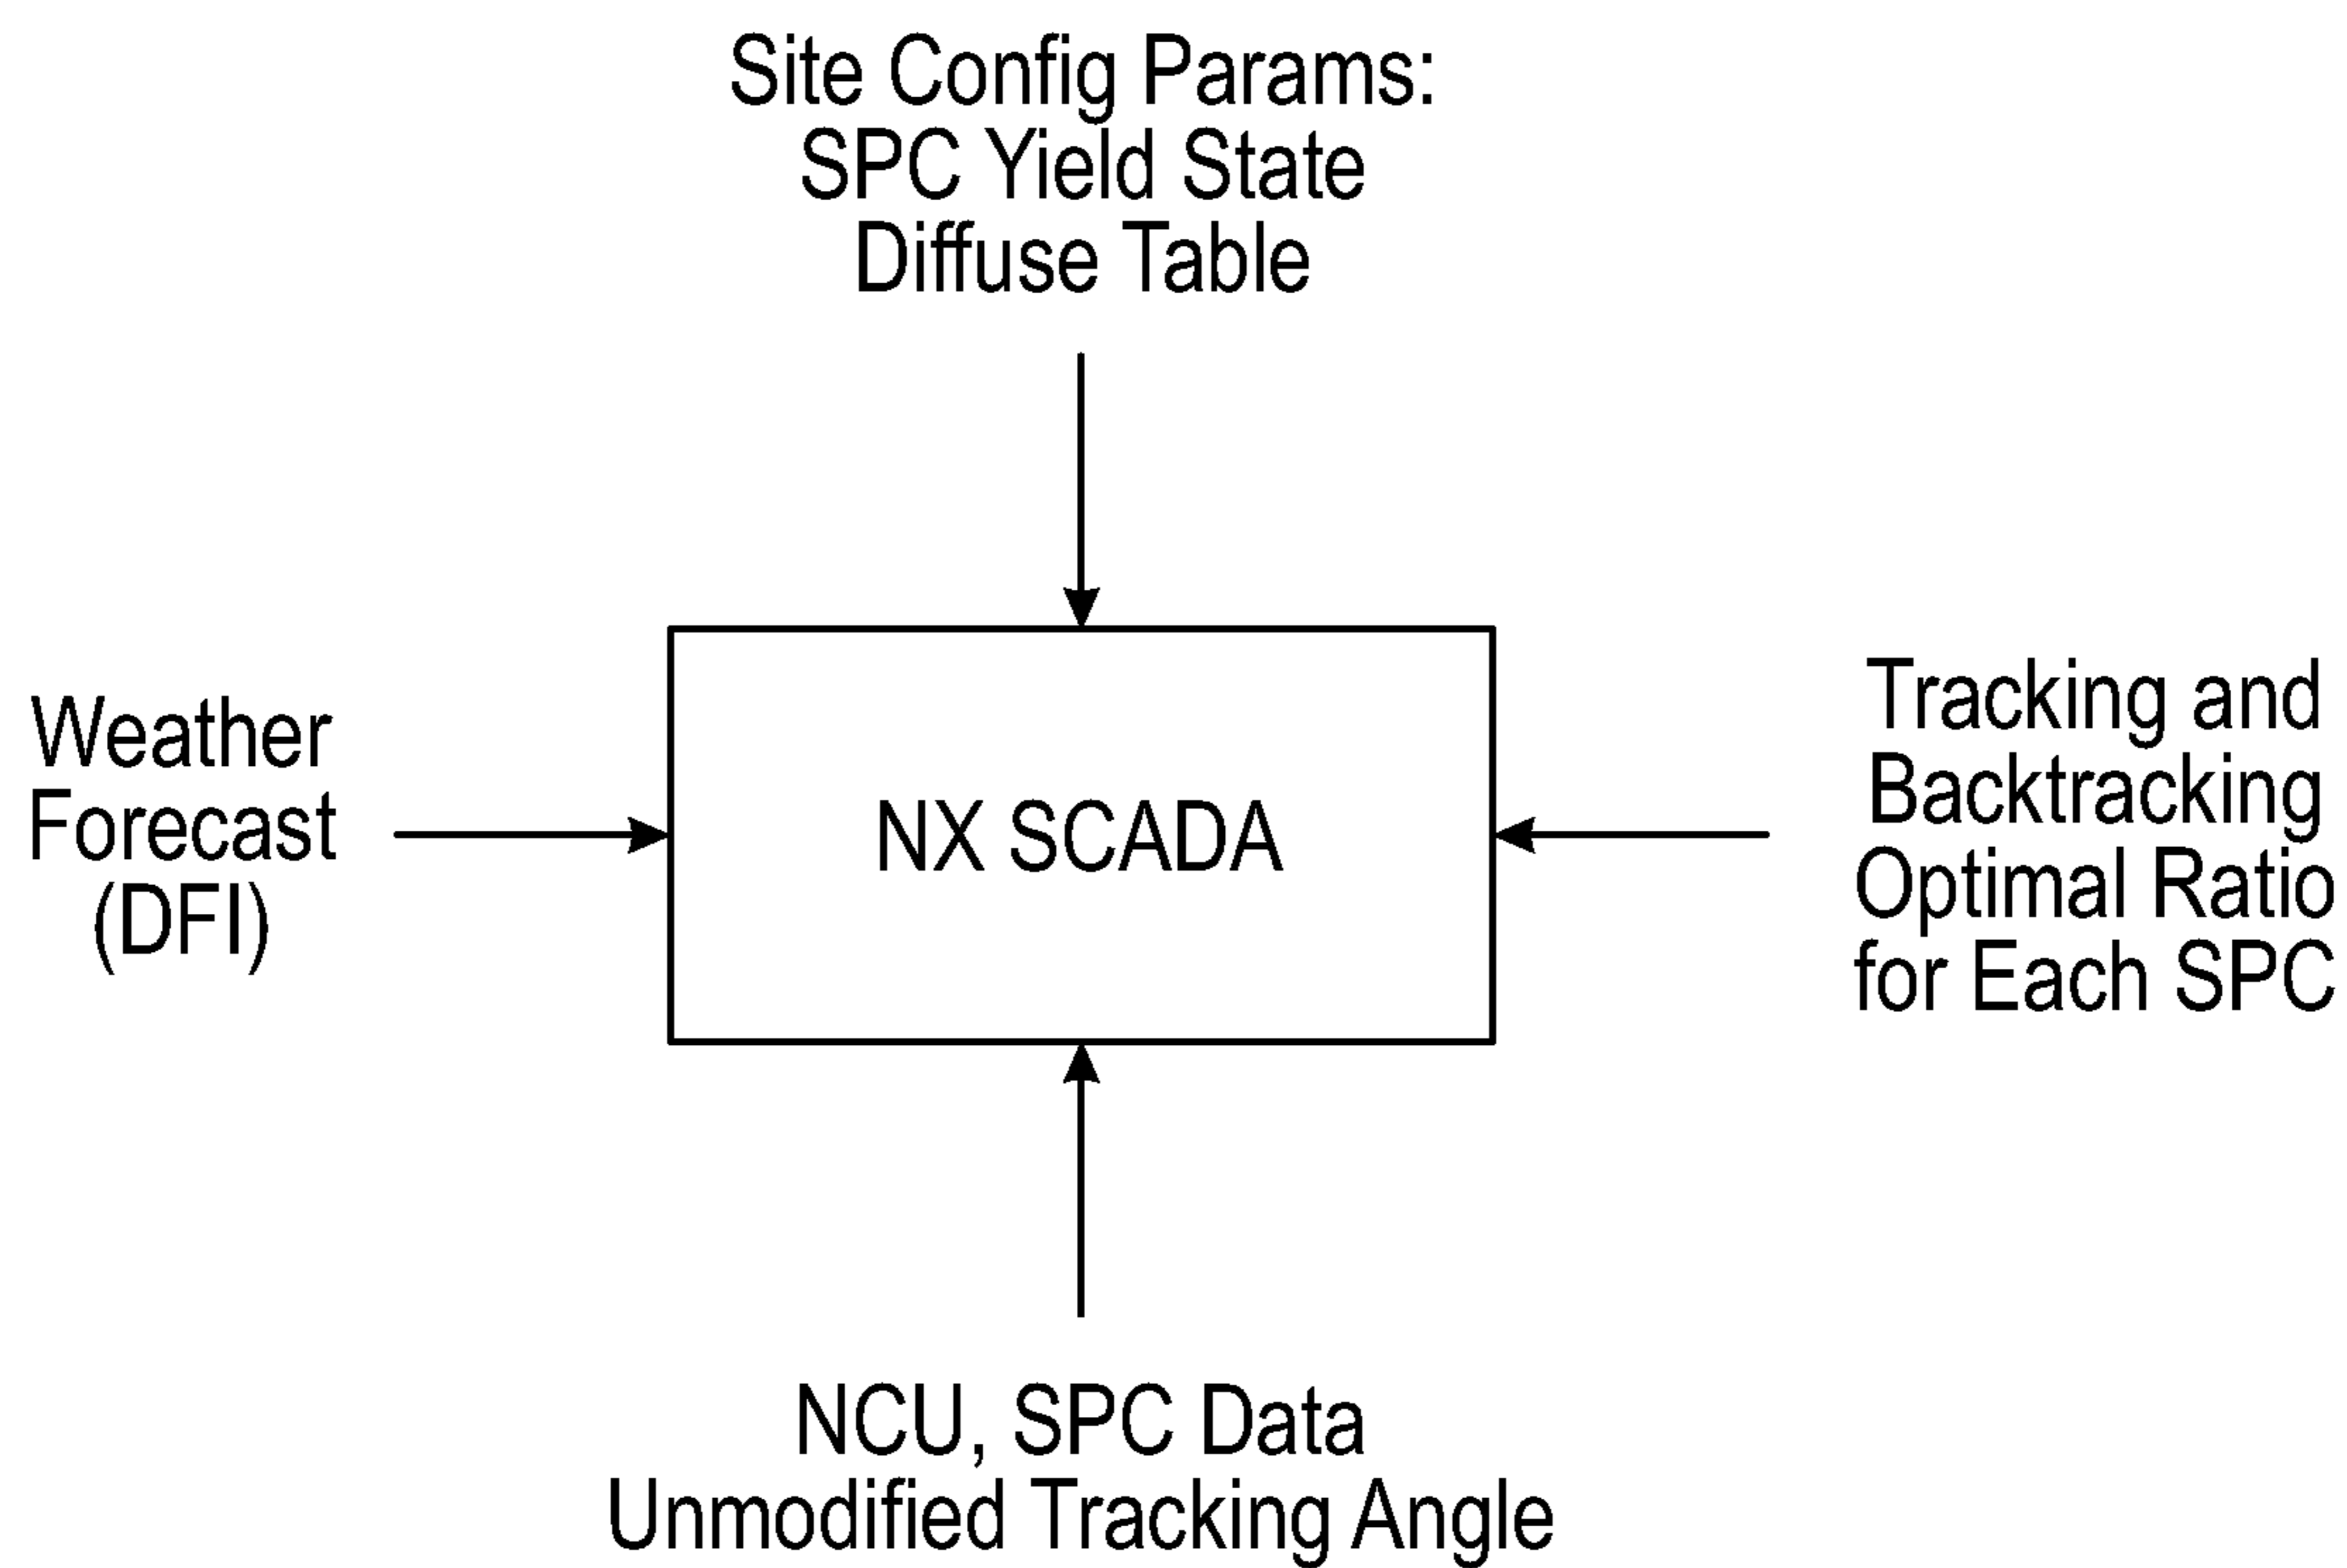 Site Config Params:
SPC Yield State
Diffuse Table
Weather
Forecast
(DFI)
NX SCADA
Tracking and
Backtracking
Optimal Ratio
for Each SPC
NCU, SPC Data
Unmodified Tracking Angle